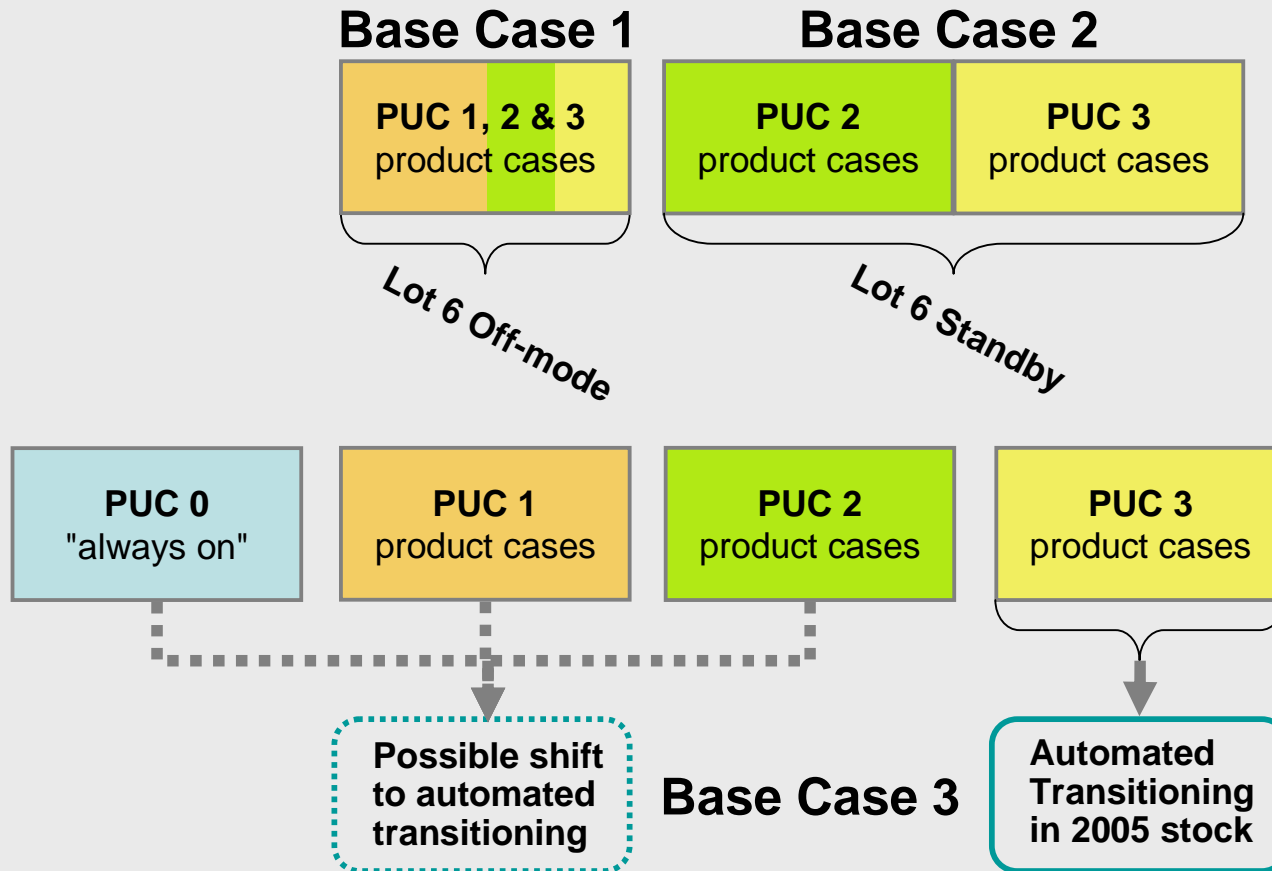 Base Case 1
Base Case 2
PUC 1, 2 & 3
product cases
PUC 2
product cases
PUC 3
product cases
Lot 6 Off-mode
Lot 6 Standby
PUC 0
"always on"
PUC 1
product cases
PUC 2
product cases
PUC 3
product cases
Possible shift
to automated
transitioning
Base Case 3
Automated
Transitioning
in 2005 stock